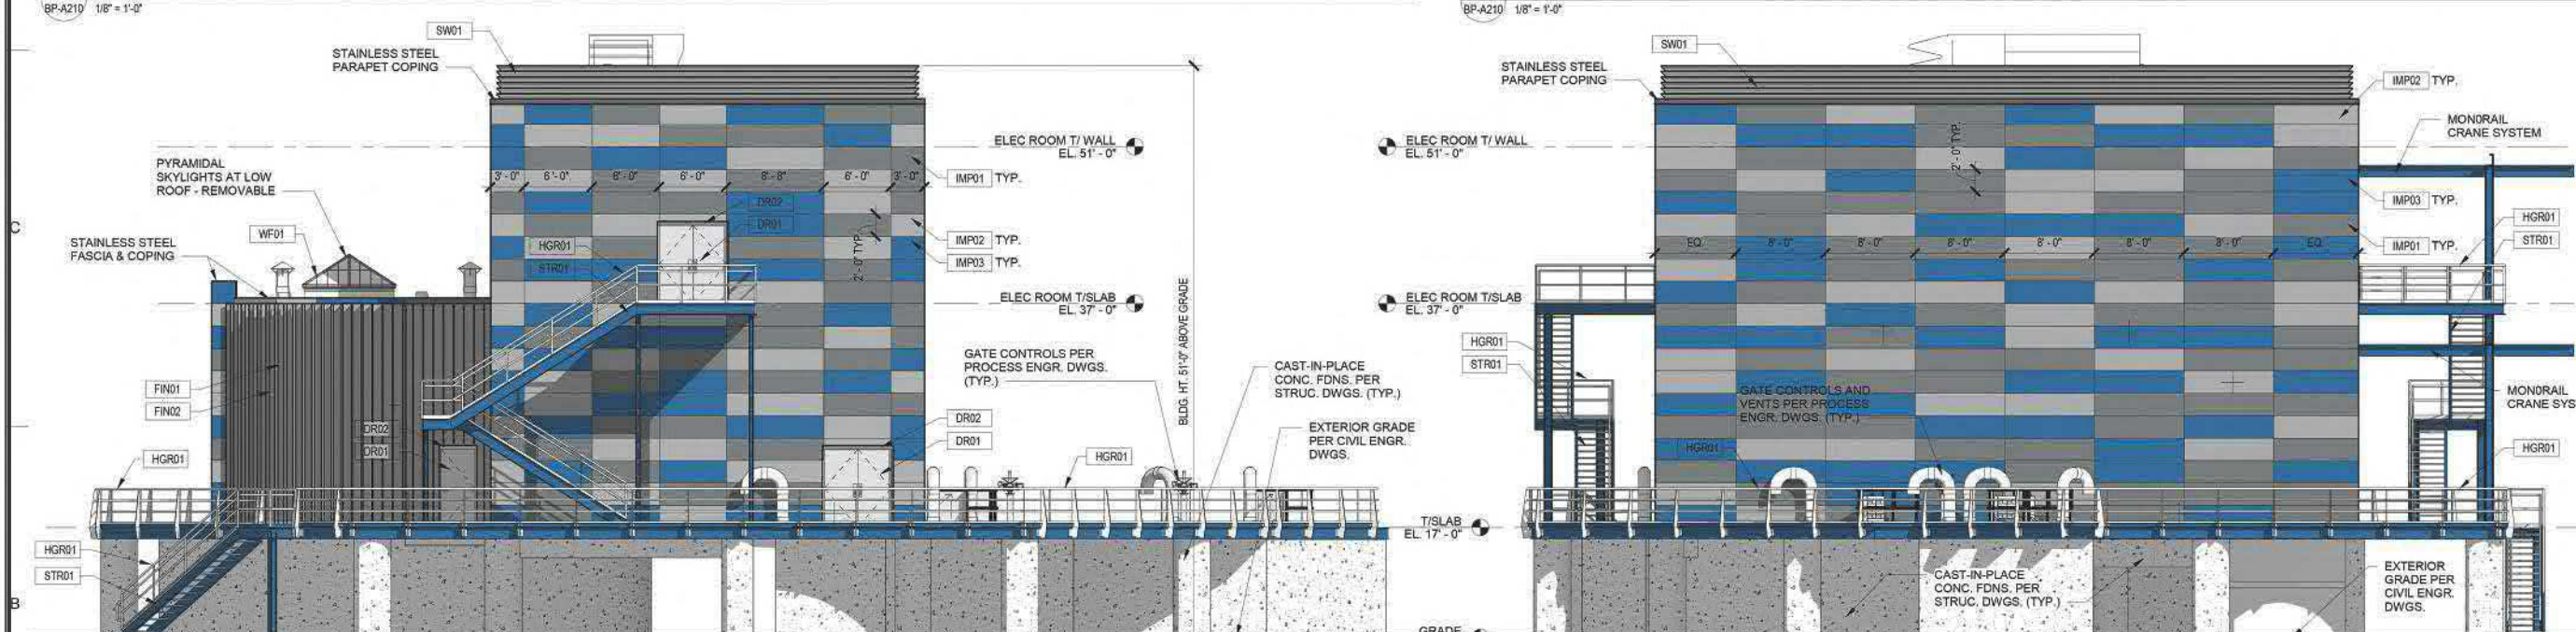 BP-A210 1/8" = 1'-0"
SW01
STAINLESS STEEL
PARAPET COPING
PYRAMIDAL
SKYLIGHTS AT LOW
ROOF - REMOVABLE
WF01
STAINLESS STEEL
FASCIA & COPING
FIN01
FIN02
HGR01
HGR01
STR01
C
B
3'-0" 6'-0" 6'-0" 6'-0" 8'-8" 6'-0" 3'-0"
DR02
DR01
HGR01
STR01
2'-0" TYP.
DR02
DR01
ELEC ROOM T/ WALL
EL. 51' - 0"
IMP01 TYP.
IMP02 TYP.
IMP03 TYP.
ELEC ROOM T/SLAB
EL. 37' - 0"
BLDG. HT. 51'-0" ABOVE GRADE
GATE CONTROLS PER
PROCESS ENGR. DWGS.
(TYP.)
CAST-IN-PLACE
CONC. FDNS. PER
STRUC. DWGS. (TYP.)
DR02
DR01
EXTERIOR GRADE
PER CIVIL ENGR.
DWGS.
HGR01
T/SLAB
EL. 17' - 0"
GRADE
BP-A210 1/8" = 1'-0"
SW01
STAINLESS STEEL
PARAPET COPING
IMP02 TYP.
MONORAIL
CRANE SYSTEM
ELEC ROOM T/ WALL
EL. 51' - 0"
2'-0" TYP.
IMP03 TYP.
HGR01
STR01
IMP01 TYP.
EQ. 8'-0" 8'-0" 8'-0" 8'-0" 8'-0" 8'-0" EQ.
ELEC ROOM T/SLAB
EL. 37' - 0"
HGR01
STR01
GATE CONTROLS AND
VENTS PER PROCESS
ENGR. DWGS. (TYP.)
MONORAIL
CRANE SYS
HGR01
HGR01
CAST-IN-PLACE
CONC. FDNS. PER
STRUC. DWGS. (TYP.)
EXTERIOR
GRADE PER
CIVIL ENGR.
DWGS.